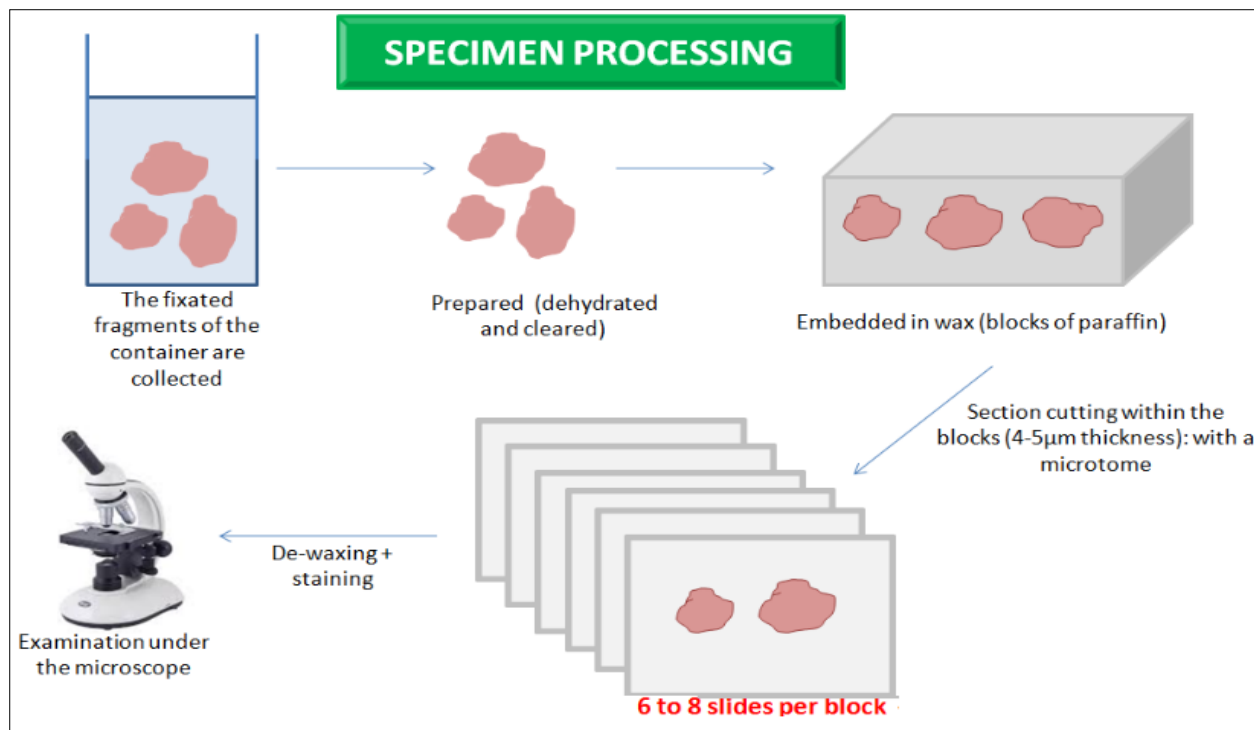 SPECIMEN PROCESSING
The fixated
fragments of the
container are
collected
Prepared (dehydrated
and cleared)
Embedded in wax (blocks of paraffin)
Section cutting within the
blocks (4-5µm thickness): with a
microtome
6 to 8 slides per block
De-waxing +
staining
Examination under
the microscope